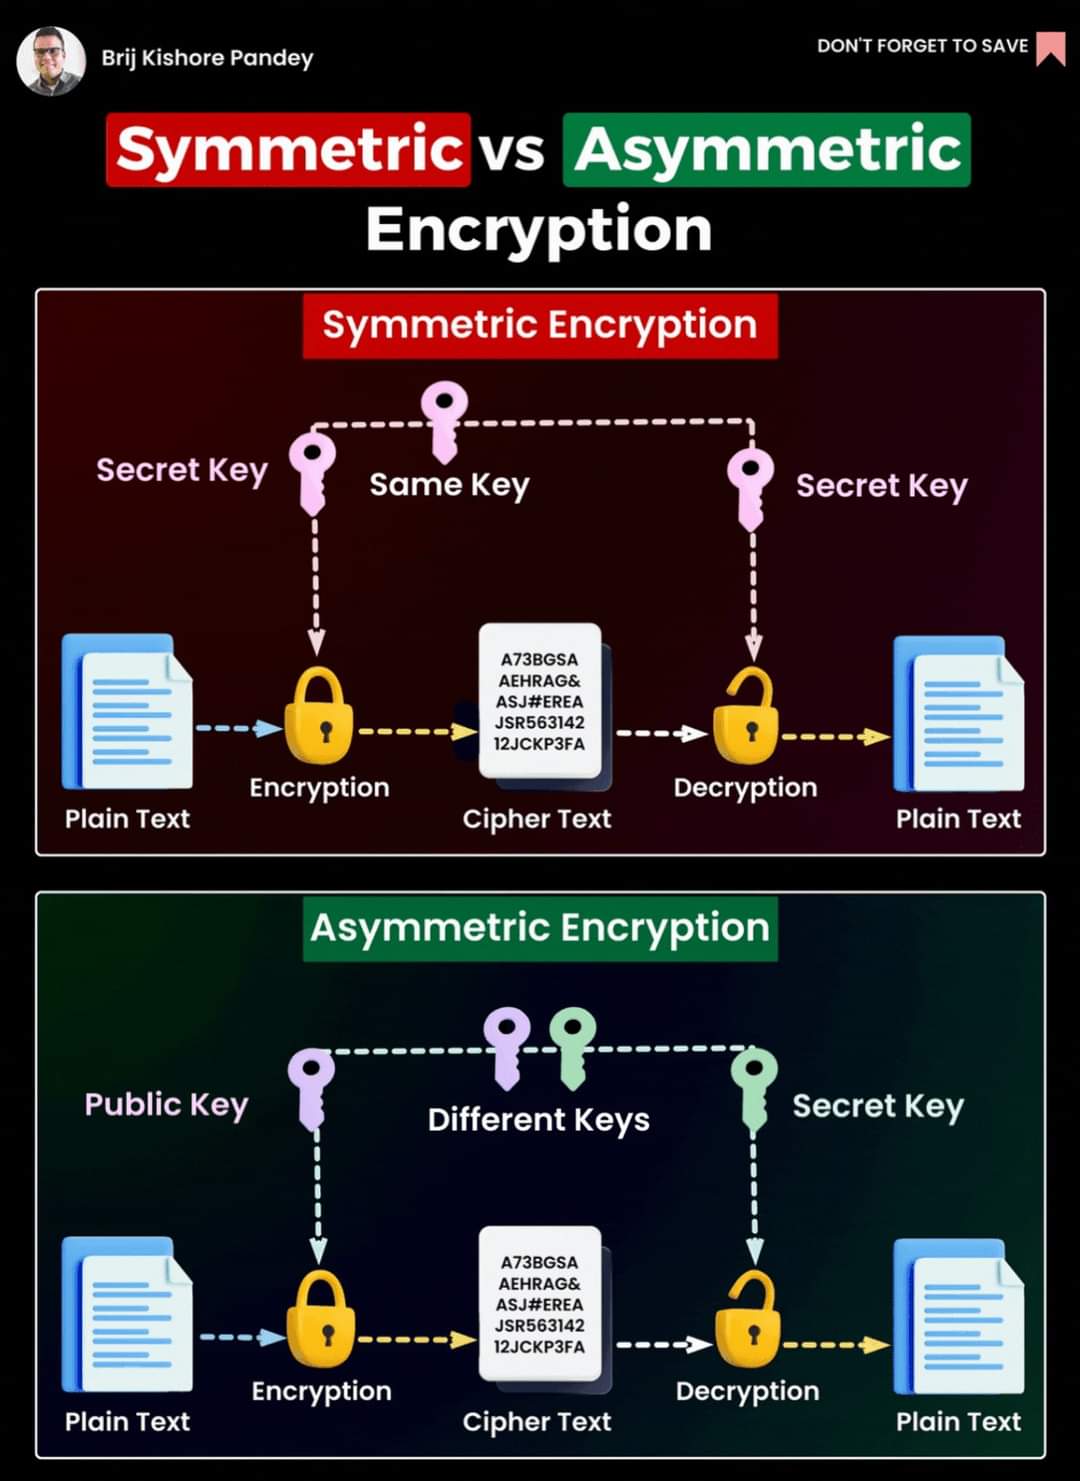 Brij Kishore Pandey
DON'T FORGET TO SAVE
Symmetric vs Asymmetric
Encryption
Symmetric Encryption
Secret Key
Same Key
Secret Key
A73BGSA
AEHRAG&
ASJ#EREA
JSR563142
12JCKP3FA
Encryption
Decryption
Plain Text
Cipher Text
Plain Text
Asymmetric Encryption
Public Key
Different Keys
Secret Key
A73BGSA
AEHRAG&
ASJ#EREA
JSR563142
12JCKP3FA
Encryption
Decryption
Plain Text
Cipher Text
Plain Text